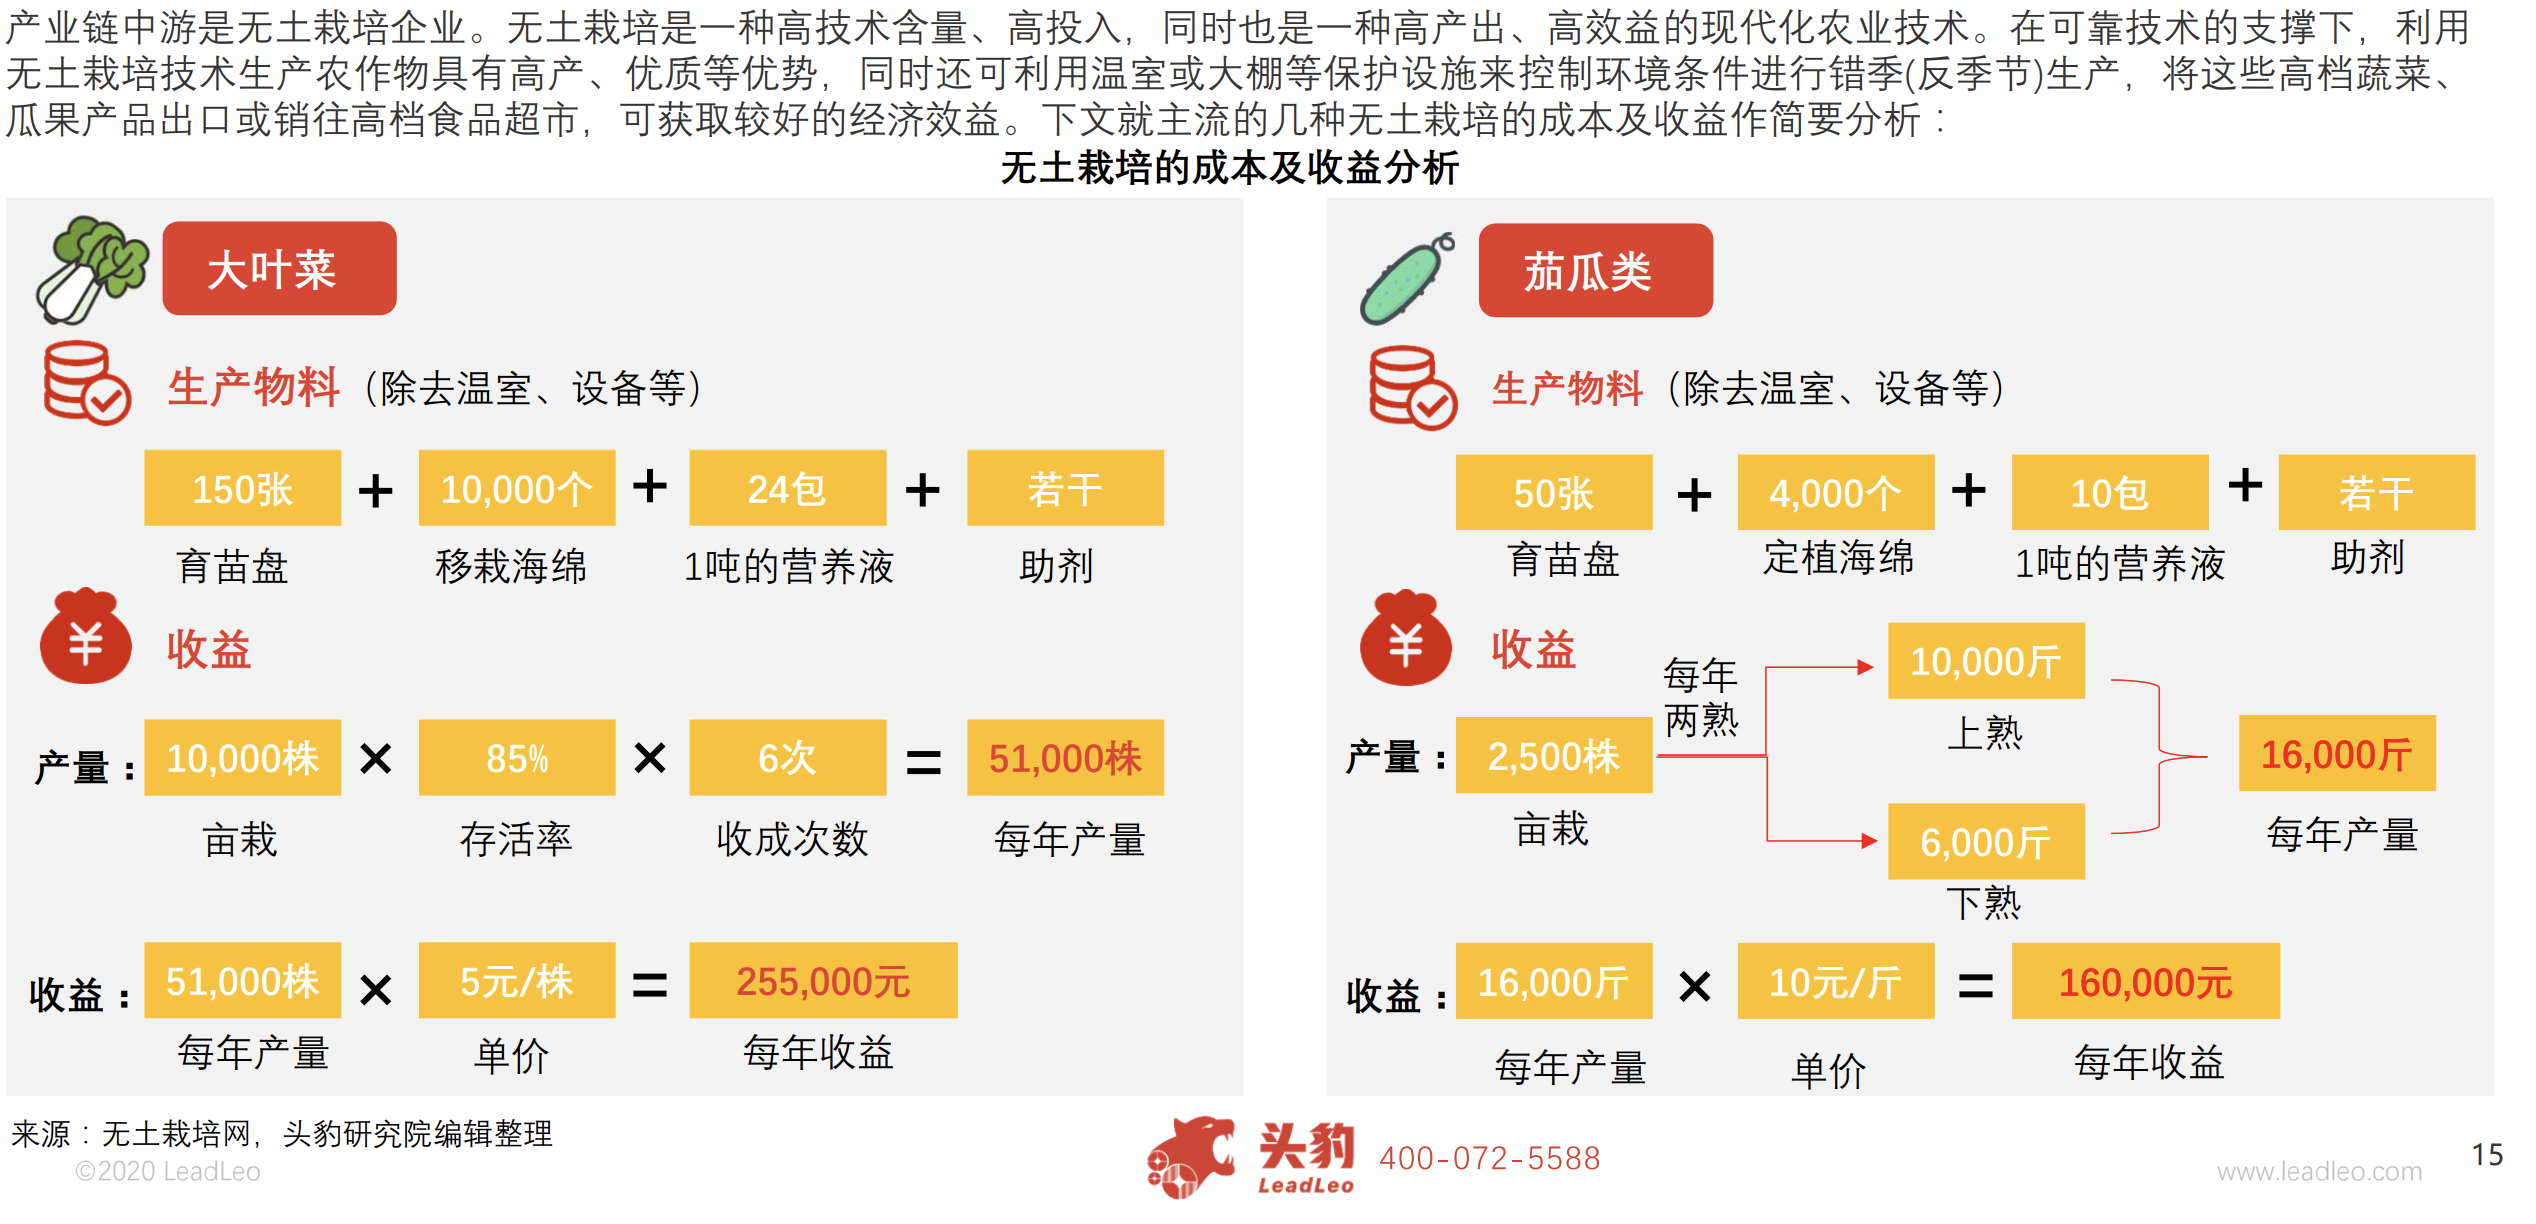 产业链中游是无土栽培企业。无土栽培是一种高技术含量、高投入，同时也是一种高产出、高效益的现代化农业技术。在可靠技术的支撑下，利用
无土栽培技术生产农作物具有高产、优质等优势，同时还可利用温室或大棚等保护设施来控制环境条件进行错季(反季节)生产，将这些高档蔬菜、
瓜果产品出口或销往高档食品超市，可获取较好的经济效益。下文就主流的几种无土栽培的成本及收益作简要分析：
无土栽培的成本及收益分析
大叶菜
生产物料（除去温室、设备等）
150张 + 10,000个 + 24包 + 若干
育苗盘 移栽海绵 1吨的营养液 助剂
¥ 收益
产量： 10,000株 × 85% × 6次 = 51,000株
亩栽 存活率 收成次数 每年产量
收益： 51,000株 × 5元/株 = 255,000元
每年产量 单价 每年收益
茄瓜类
生产物料（除去温室、设备等）
50张 + 4,000个 + 10包 + 若干
育苗盘 定植海绵 1吨的营养液 助剂
¥ 收益
每年
两熟
10,000斤
上熟
产量： 2,500株
亩栽
16,000斤
每年产量
6,000斤
下熟
收益： 16,000斤 × 10元/斤 = 160,000元
每年产量 单价 每年收益
来源：无土栽培网，头豹研究院编辑整理
©2020 LeadLeo
头豹
LeadLeo
400-072-5588
www.leadleo.com
15